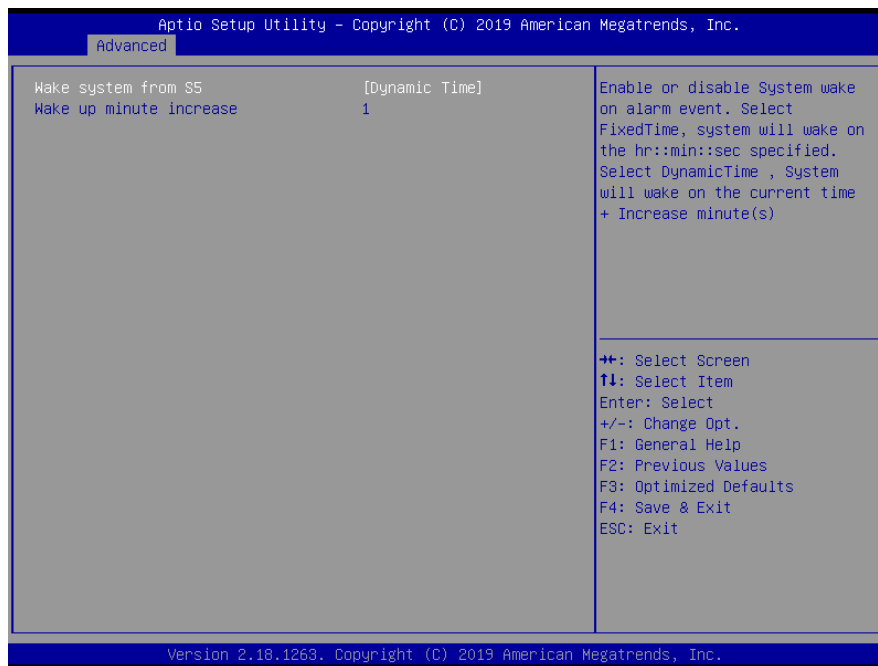 Aptio Setup Utility – Copyright (C) 2019 American Megatrends, Inc.
Advanced
Wake system from S5 [Dynamic Time]
Wake up minute increase 1
Enable or disable System wake
on alarm event. Select
FixedTime, system will wake on
the hr::min::sec specified.
Select DynamicTime , System
will wake on the current time
+ Increase minute(s)
→←: Select Screen
↑↓: Select Item
Enter: Select
+/-: Change Opt.
F1: General Help
F2: Previous Values
F3: Optimized Defaults
F4: Save & Exit
ESC: Exit
Version 2.18.1263. Copyright (C) 2019 American Megatrends, Inc.